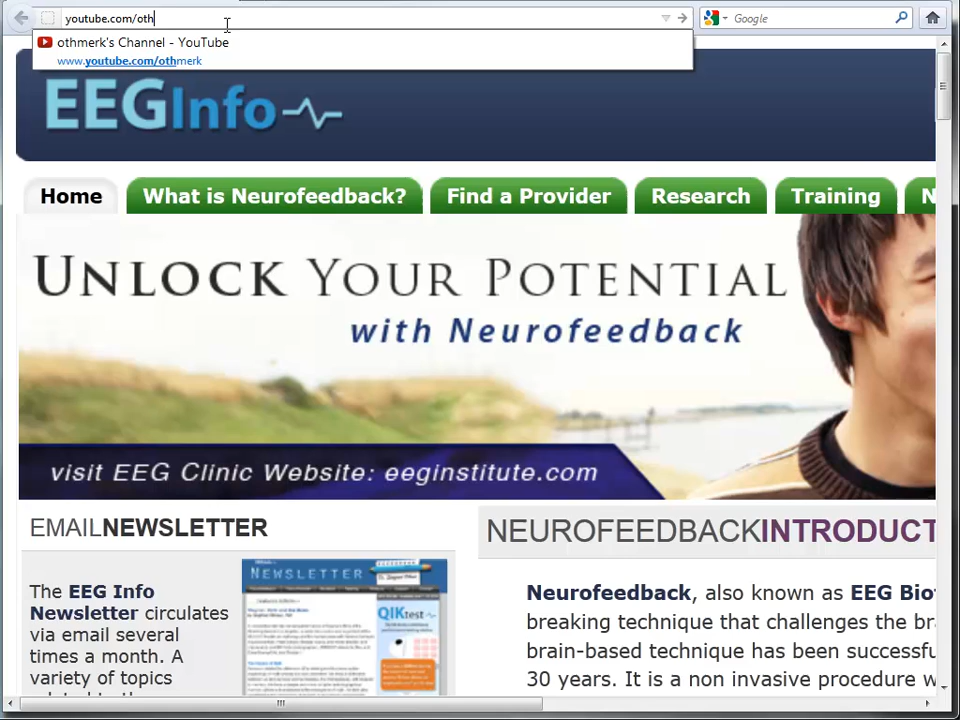 youtube.com/oth
Google
othmerk's Channel - YouTube
www.youtube.com/othmerk
EEGInfo
Home
What is Neurofeedback?
Find a Provider
Research
Training
N
UNLOCK YOUR POTENTIAL
with Neurofeedback
visit EEG Clinic Website: eeginstitute.com
EMAILNEWSLETTER
NEUROFEEDBACKINTRODUCT
The EEG Info
Newsletter circulates
via email several
times a month. A
variety of topics
NEWSLETTER
QIKtest
Neurofeedback, also known as EEG Bio
breaking technique that challenges the bra
brain-based technique has been successfu
30 years. It is a non invasive procedure w